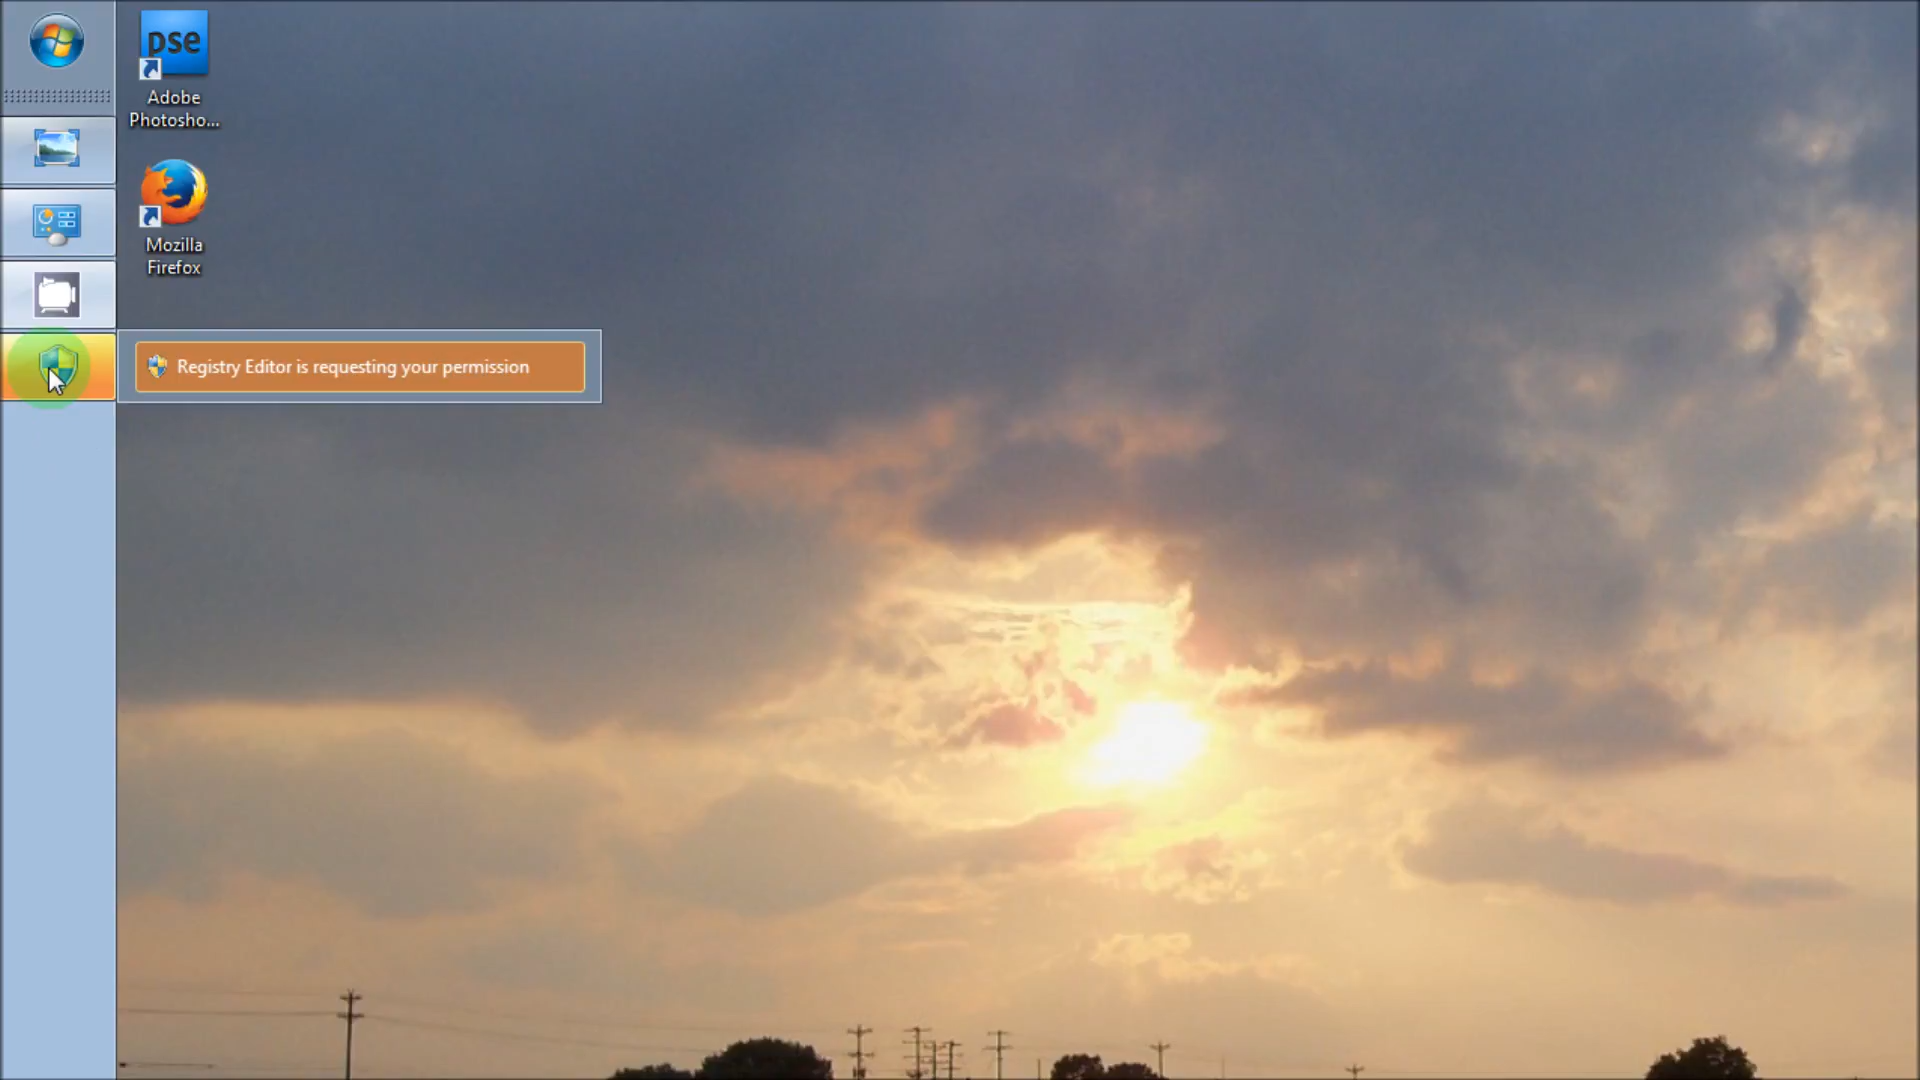 pse
Adobe
Photosho...
Mozilla
Firefox
Registry Editor is requesting your permission